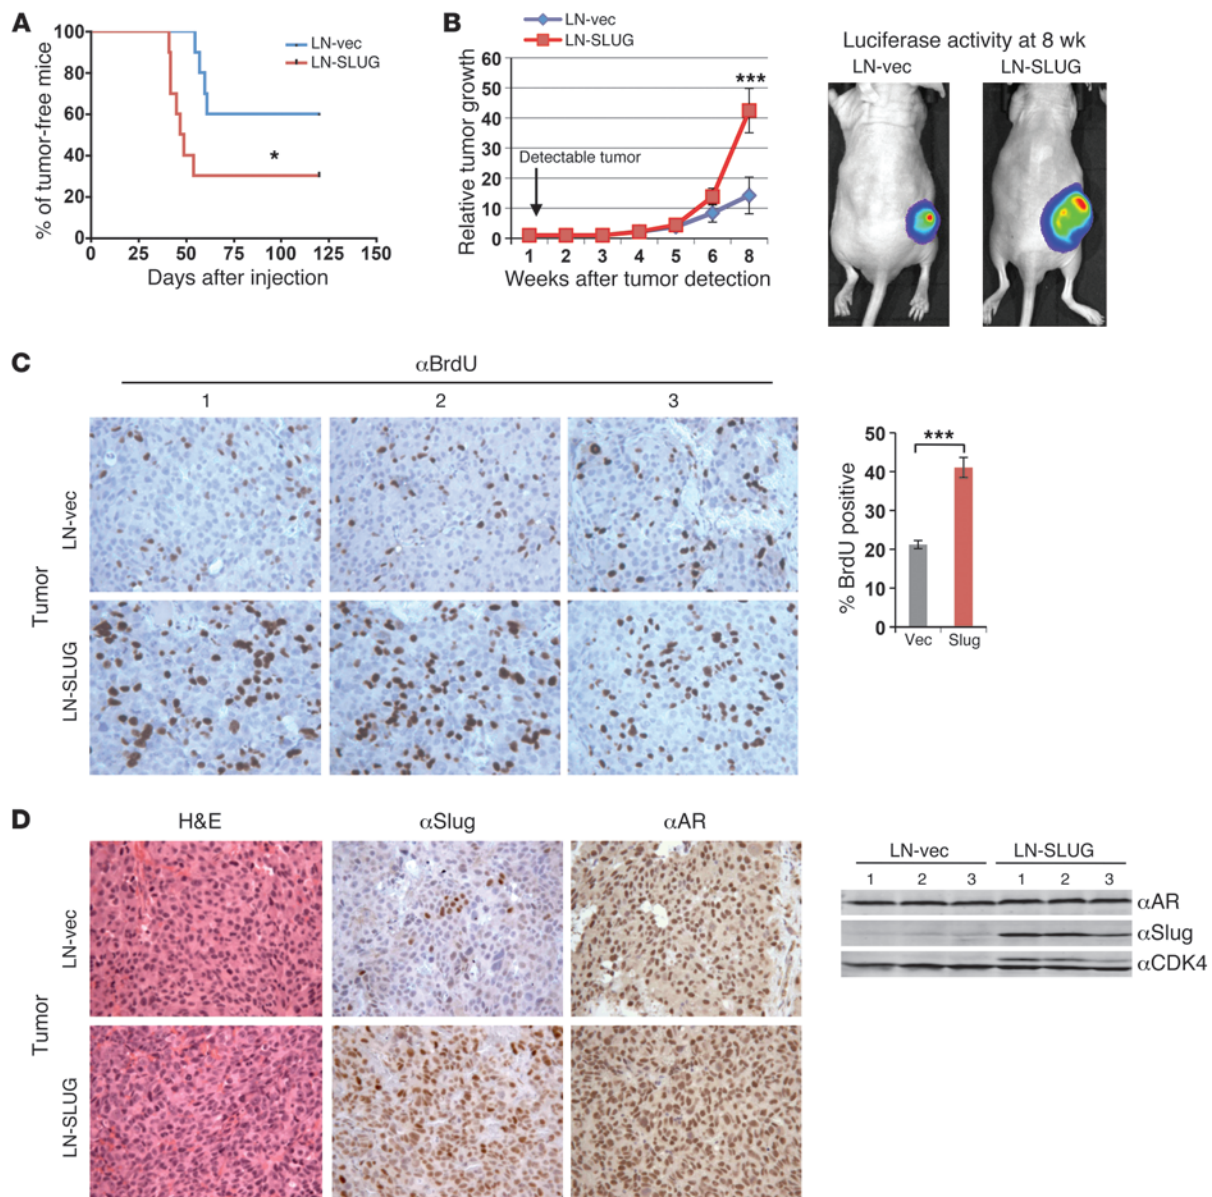 A
% of tumor-free mice
100
80
60
40
20
0
LN-vec
LN-SLUG
*
0 25 50 75 100 125 150
Days after injection
B
LN-vec
LN-SLUG
Relative tumor growth
60
50
40
30
20
10
0
***
Detectable tumor
1 2 3 4 5 6 8
Weeks after tumor detection
Luciferase activity at 8 wk
LN-vec LN-SLUG
C
αBrdU
1 2 3
Tumor
LN-vec
LN-SLUG
% BrdU positive
50
40
30
20
10
0
***
Vec Slug
D
H&E αSlug αAR
Tumor
LN-vec
LN-SLUG
LN-vec LN-SLUG
1 2 3 1 2 3
αAR
αSlug
αCDK4